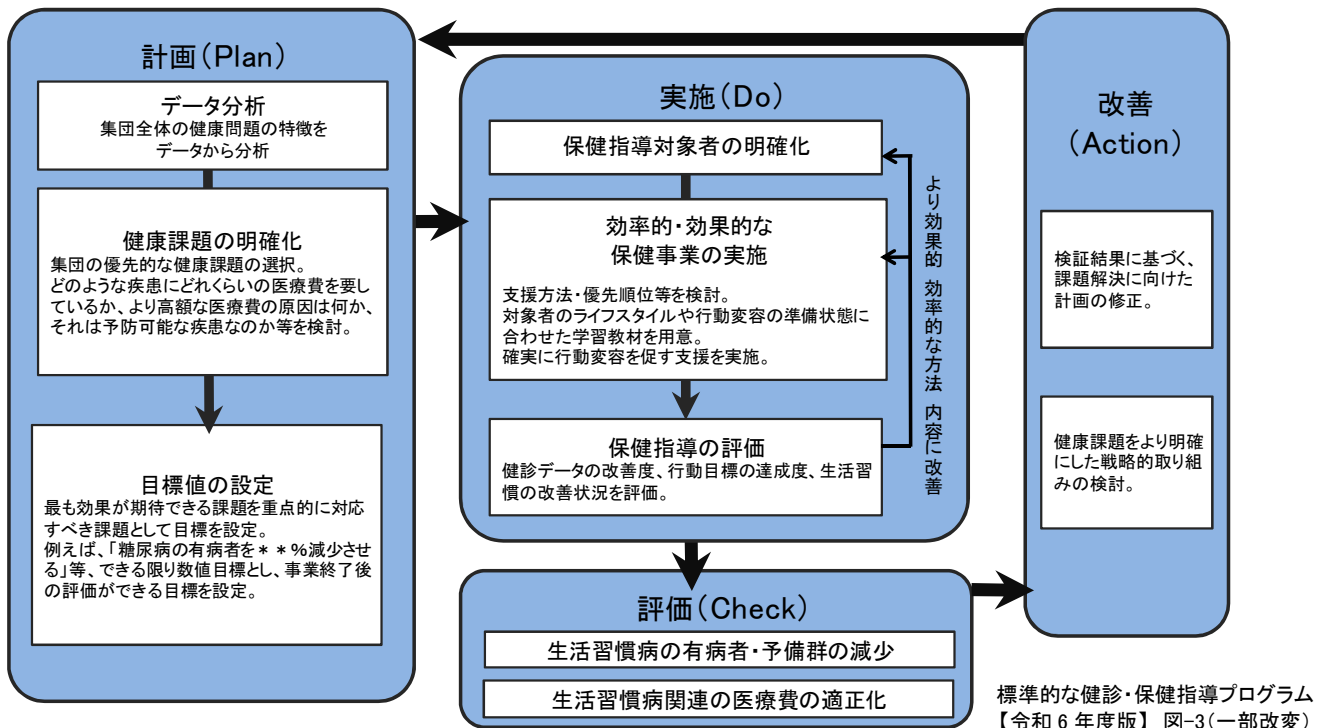 計画(Plan)
データ分析
集団全体の健康問題の特徴を
データから分析
健康課題の明確化
集団の優先的な健康課題の選択。
どのような疾患にどれくらいの医療費を要し
ているか、より高額な医療費の原因は何か、
それは予防可能な疾患なのか等を検討。
目標値の設定
最も効果が期待できる課題を重点的に対応
すべき課題として目標を設定。
例えば、「糖尿病の有病者を**%減少させ
る」等、できる限り数値目標とし、事業終了後
の評価ができる目標を設定。
実施(Do)
保健指導対象者の明確化
効率的・効果的な
保健事業の実施
支援方法・優先順位等を検討。
対象者のライフスタイルや行動変容の準備状態に
合わせた学習教材を用意。
確実に行動変容を促す支援を実施。
保健指導の評価
健診データの改善度、行動目標の達成度、生活習
慣の改善状況を評価。
より効果的 効率的な方法 内容に改善
評価(Check)
生活習慣病の有病者・予備群の減少
生活習慣病関連の医療費の適正化
改善
(Action)
検証結果に基づく、
課題解決に向けた
計画の修正。
健康課題をより明確
にした戦略的取り組
みの検討。
標準的な健診・保健指導プログラム
【令和6年度版】 図-3(一部改変)